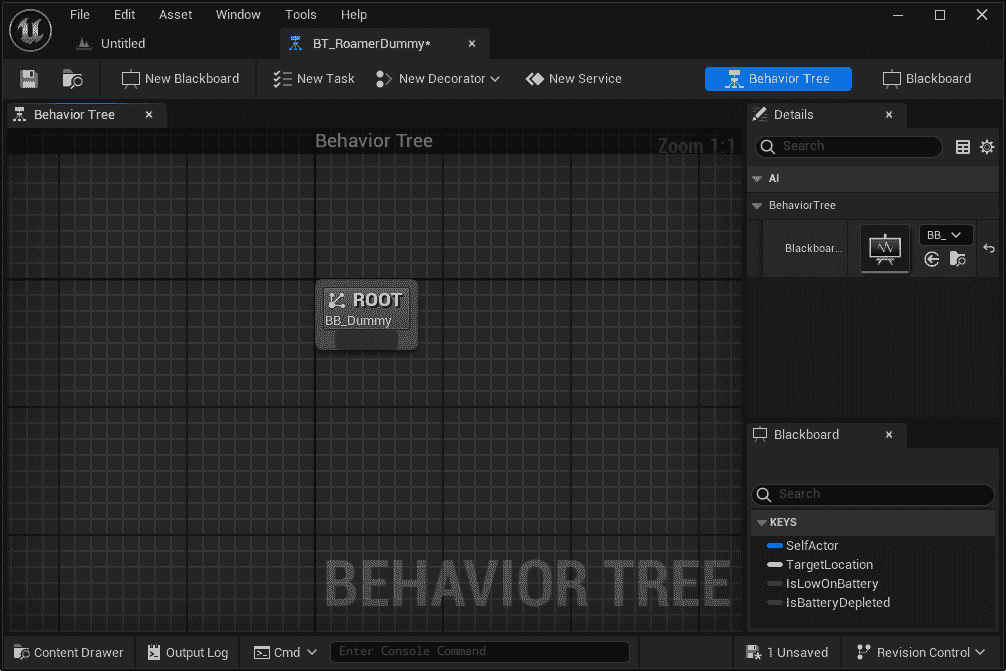 File Edit Asset Window Tools Help
Untitled BT_RoamerDummy*
New Blackboard New Task New Decorator New Service Behavior Tree Blackboard
Behavior Tree
Details
Behavior Tree
Zoom 1:1
Search
AI
BehaviorTree
Blackboar... BB_
ROOT
BB_Dummy
Blackboard
Search
KEYS
SelfActor
TargetLocation
IsLowOnBattery
IsBatteryDepleted
BEHAVIOR TREE
Content Drawer Output Log Cmd Enter Console Command 1 Unsaved Revision Control